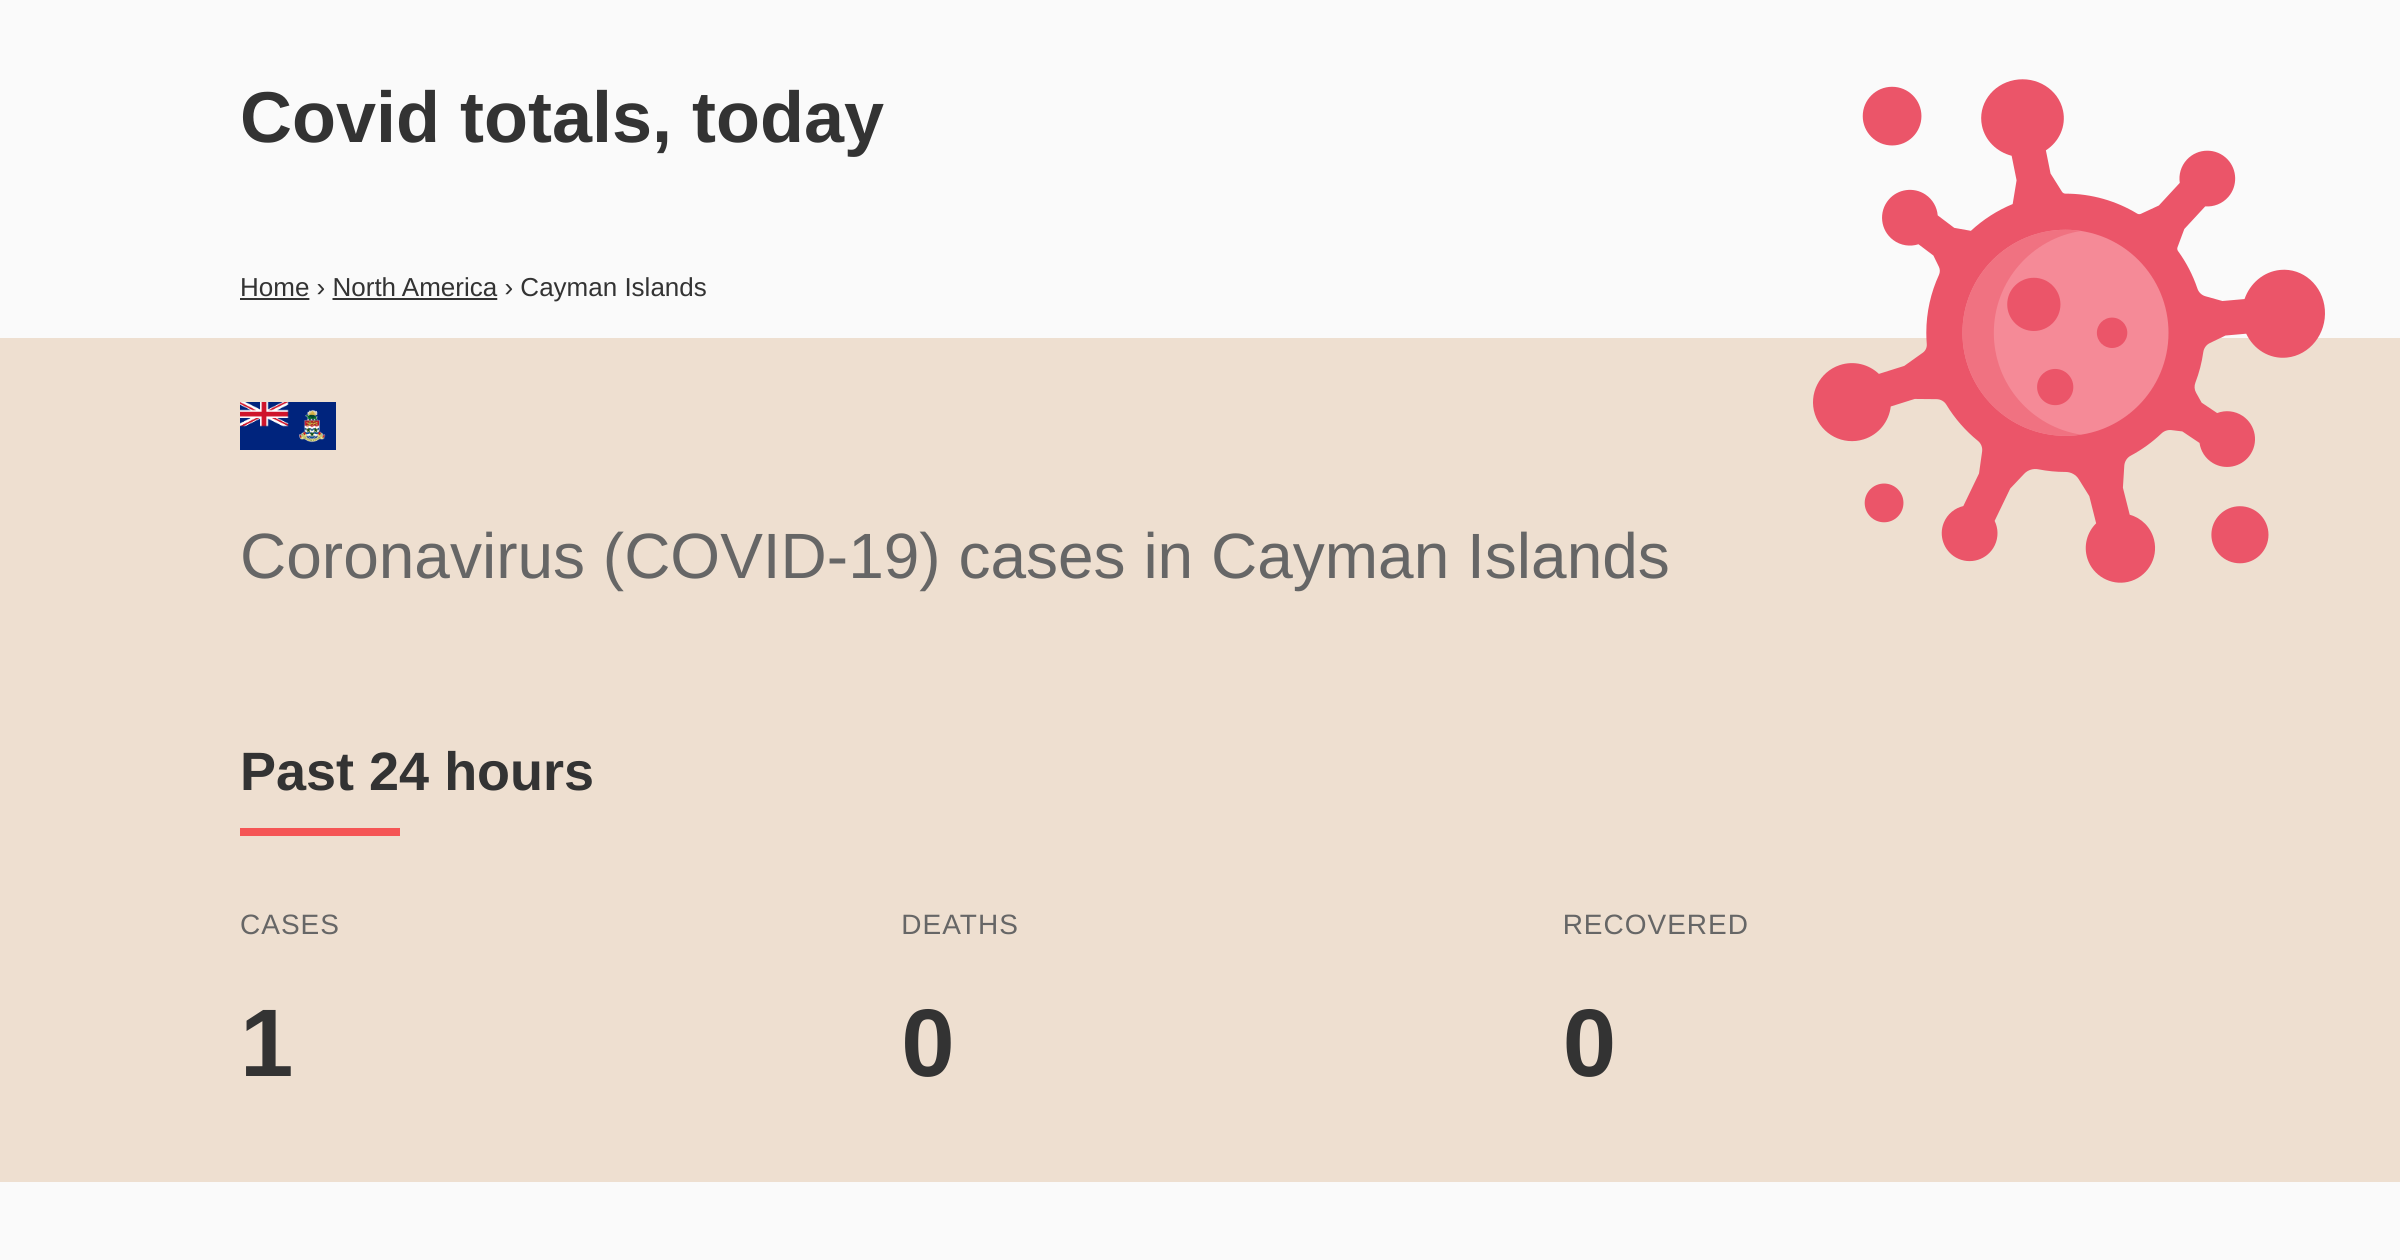 Covid totals, today
Home › North America › Cayman Islands
Coronavirus (COVID-19) cases in Cayman Islands
Past 24 hours
CASES DEATHS RECOVERED
1 0 0